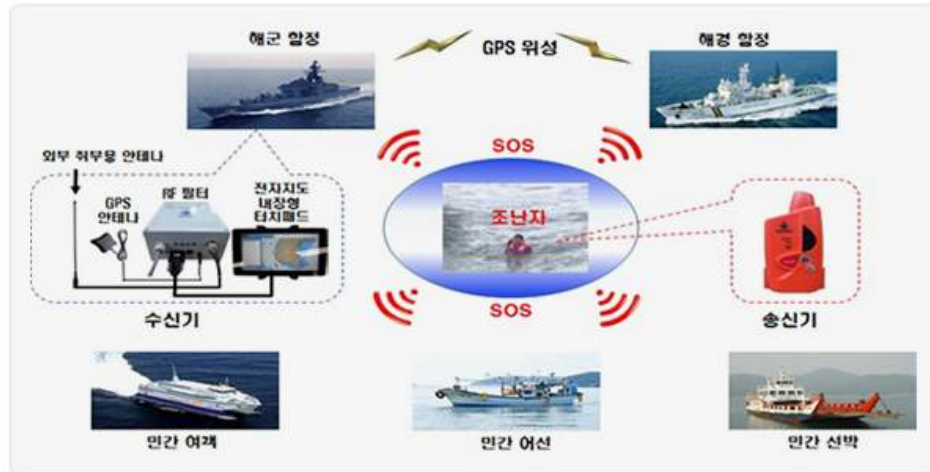 해군 함정
GPS 위성
해경 함정
SOS
외부 취부용 안테나
GPS
안테나
RF 필터
전자지도
내장형
터치패드
조난자
수신기
SOS
송신기
민간 여객
민간 어선
민간 선박